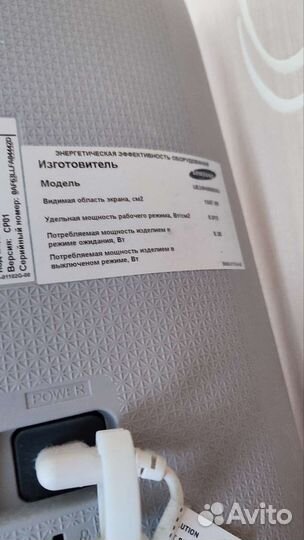 ЭНЕРГЕТИЧЕСКАЯ ЭФФЕКТИВНОСТЬ ОБОРУДОВАНИЯ
Изготовитель
SAMSUNG
Модель
Видимая область экрана, см2
Удельная мощность рабочего режима, Вт/см2
Потребляемая мощность изделием в
режиме ожидания, Вт
Потребляемая мощность изделием в
выключенном режиме, Вт
Версия: CP01
Серийный номер:
POWER
Avito